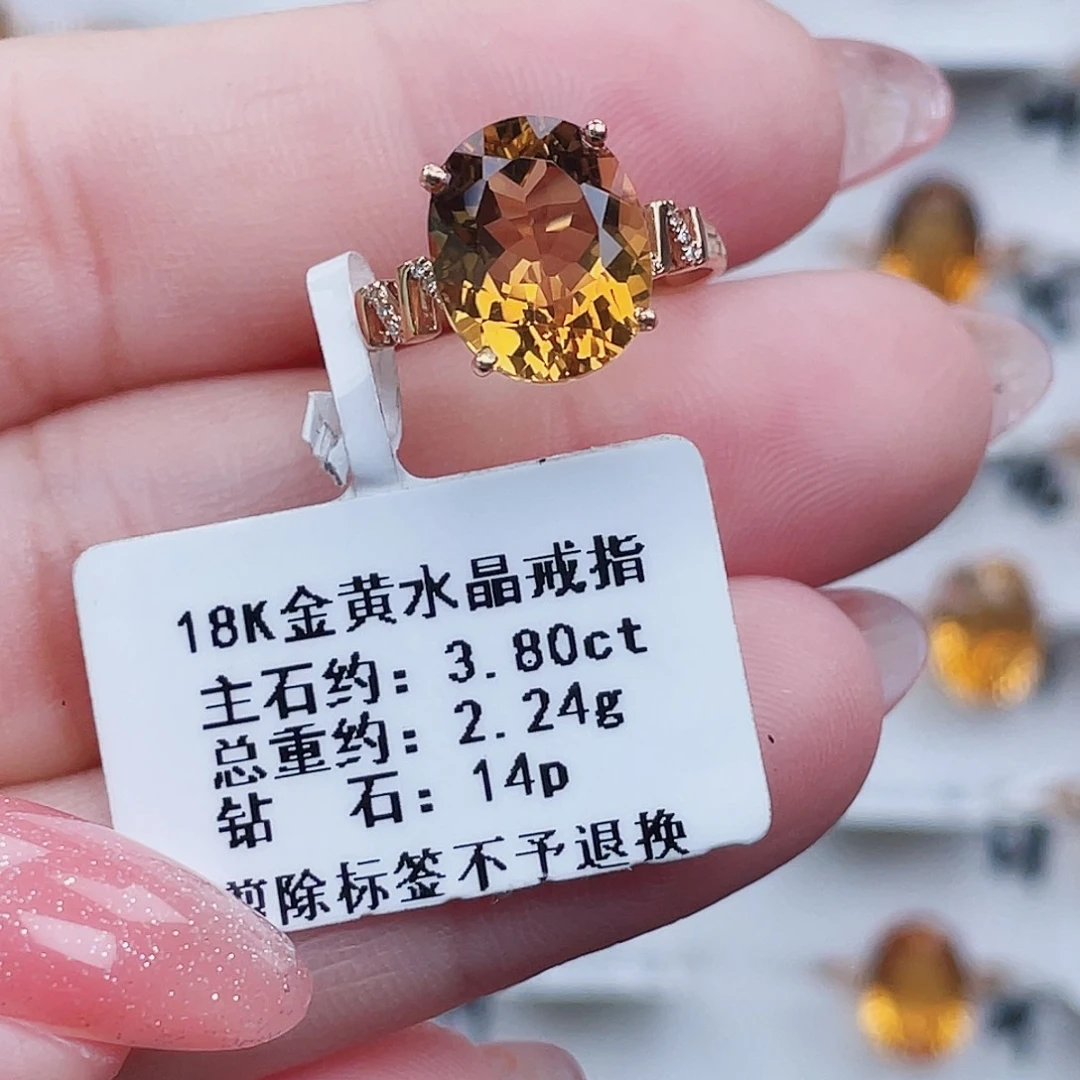 18K金黄水晶戒指
主石约：3.80ct
总重约：2.24g
钻 石：14p
剪除标签不予退换